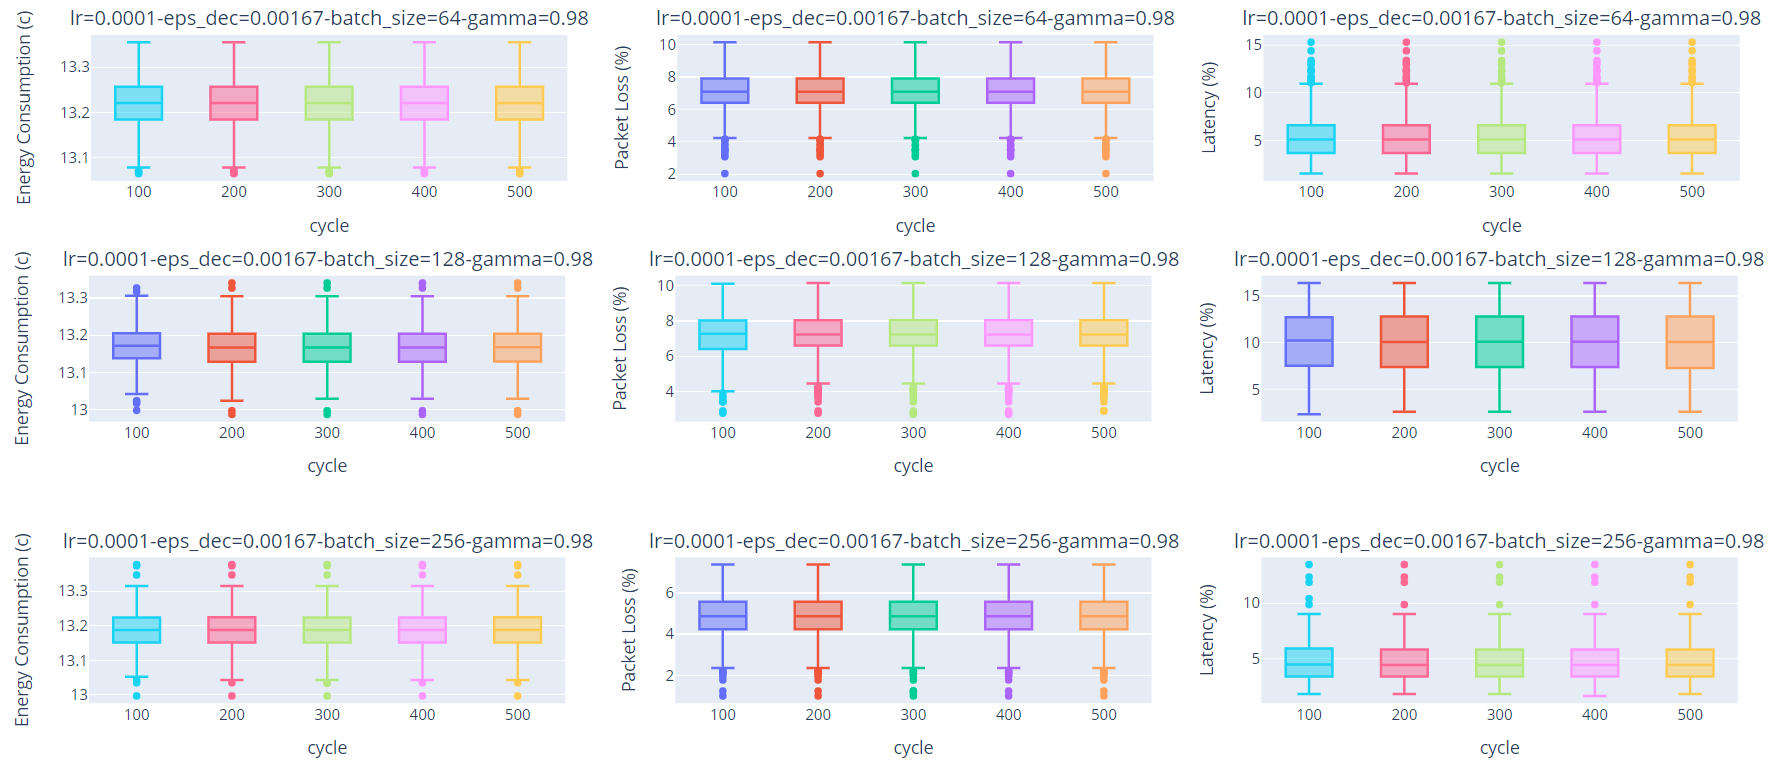 lr=0.0001-eps_dec=0.00167-batch_size=64-gamma=0.98
Energy Consumption (c)
13.3
13.2
13.1
100 200 300 400 500
cycle
lr=0.0001-eps_dec=0.00167-batch_size=64-gamma=0.98
Packet Loss (%)
10
8
6
4
2
100 200 300 400 500
cycle
lr=0.0001-eps_dec=0.00167-batch_size=64-gamma=0.98
Latency (%)
15
10
5
100 200 300 400 500
cycle
lr=0.0001-eps_dec=0.00167-batch_size=128-gamma=0.98
Energy Consumption (c)
13.3
13.2
13.1
13
100 200 300 400 500
cycle
lr=0.0001-eps_dec=0.00167-batch_size=128-gamma=0.98
Packet Loss (%)
10
8
6
4
100 200 300 400 500
cycle
lr=0.0001-eps_dec=0.00167-batch_size=128-gamma=0.98
Latency (%)
15
10
5
100 200 300 400 500
cycle
lr=0.0001-eps_dec=0.00167-batch_size=256-gamma=0.98
Energy Consumption (c)
13.3
13.2
13.1
13
100 200 300 400 500
cycle
lr=0.0001-eps_dec=0.00167-batch_size=256-gamma=0.98
Packet Loss (%)
6
4
2
100 200 300 400 500
cycle
lr=0.0001-eps_dec=0.00167-batch_size=256-gamma=0.98
Latency (%)
10
5
100 200 300 400 500
cycle